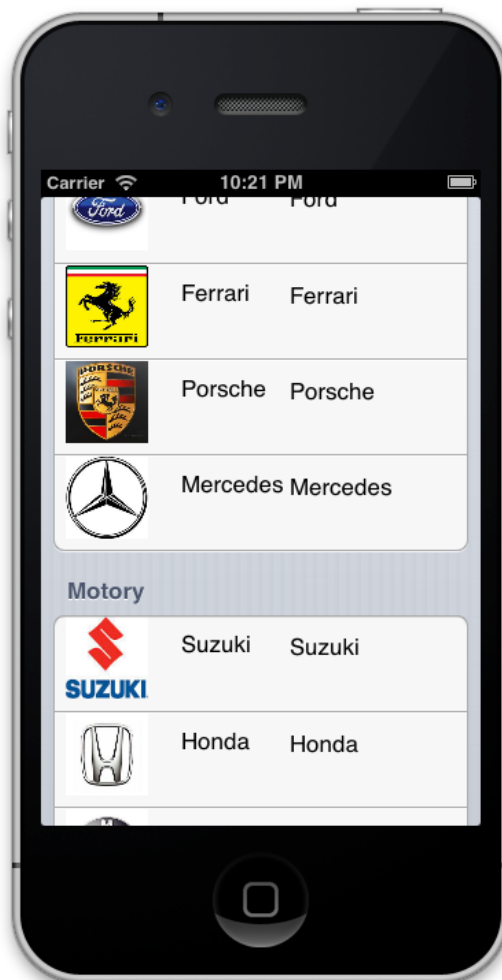 Carrier 10:21 PM
Ford Ford Ford
Ferrari Ferrari Ferrari
PORSCHE Porsche Porsche
Mercedes Mercedes
Motory
SUZUKI Suzuki Suzuki
Honda Honda